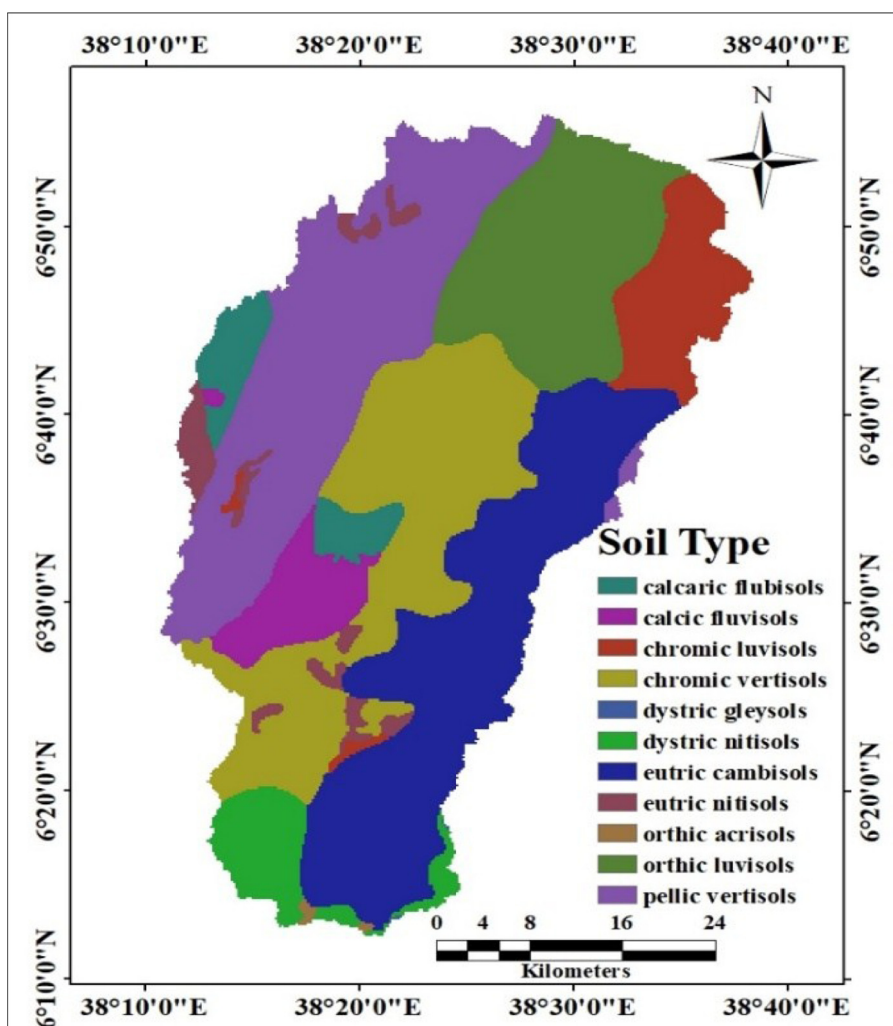 38°10'0"E 38°20'0"E 38°30'0"E 38°40'0"E
N
6°50'0"N 6°50'0"N
6°40'0"N 6°40'0"N
6°30'0"N 6°30'0"N
6°20'0"N 6°20'0"N
6°10'0"N 6°10'0"N
Soil Type
calcaric flubisols
calcic fluvisols
chromic luvisols
chromic vertisols
dystric gleysols
dystric nitisols
eutric cambisols
eutric nitisols
orthic acrisols
orthic luvisols
pellic vertisols
0 4 8 16 24
Kilometers
38°10'0"E 38°20'0"E 38°30'0"E 38°40'0"E